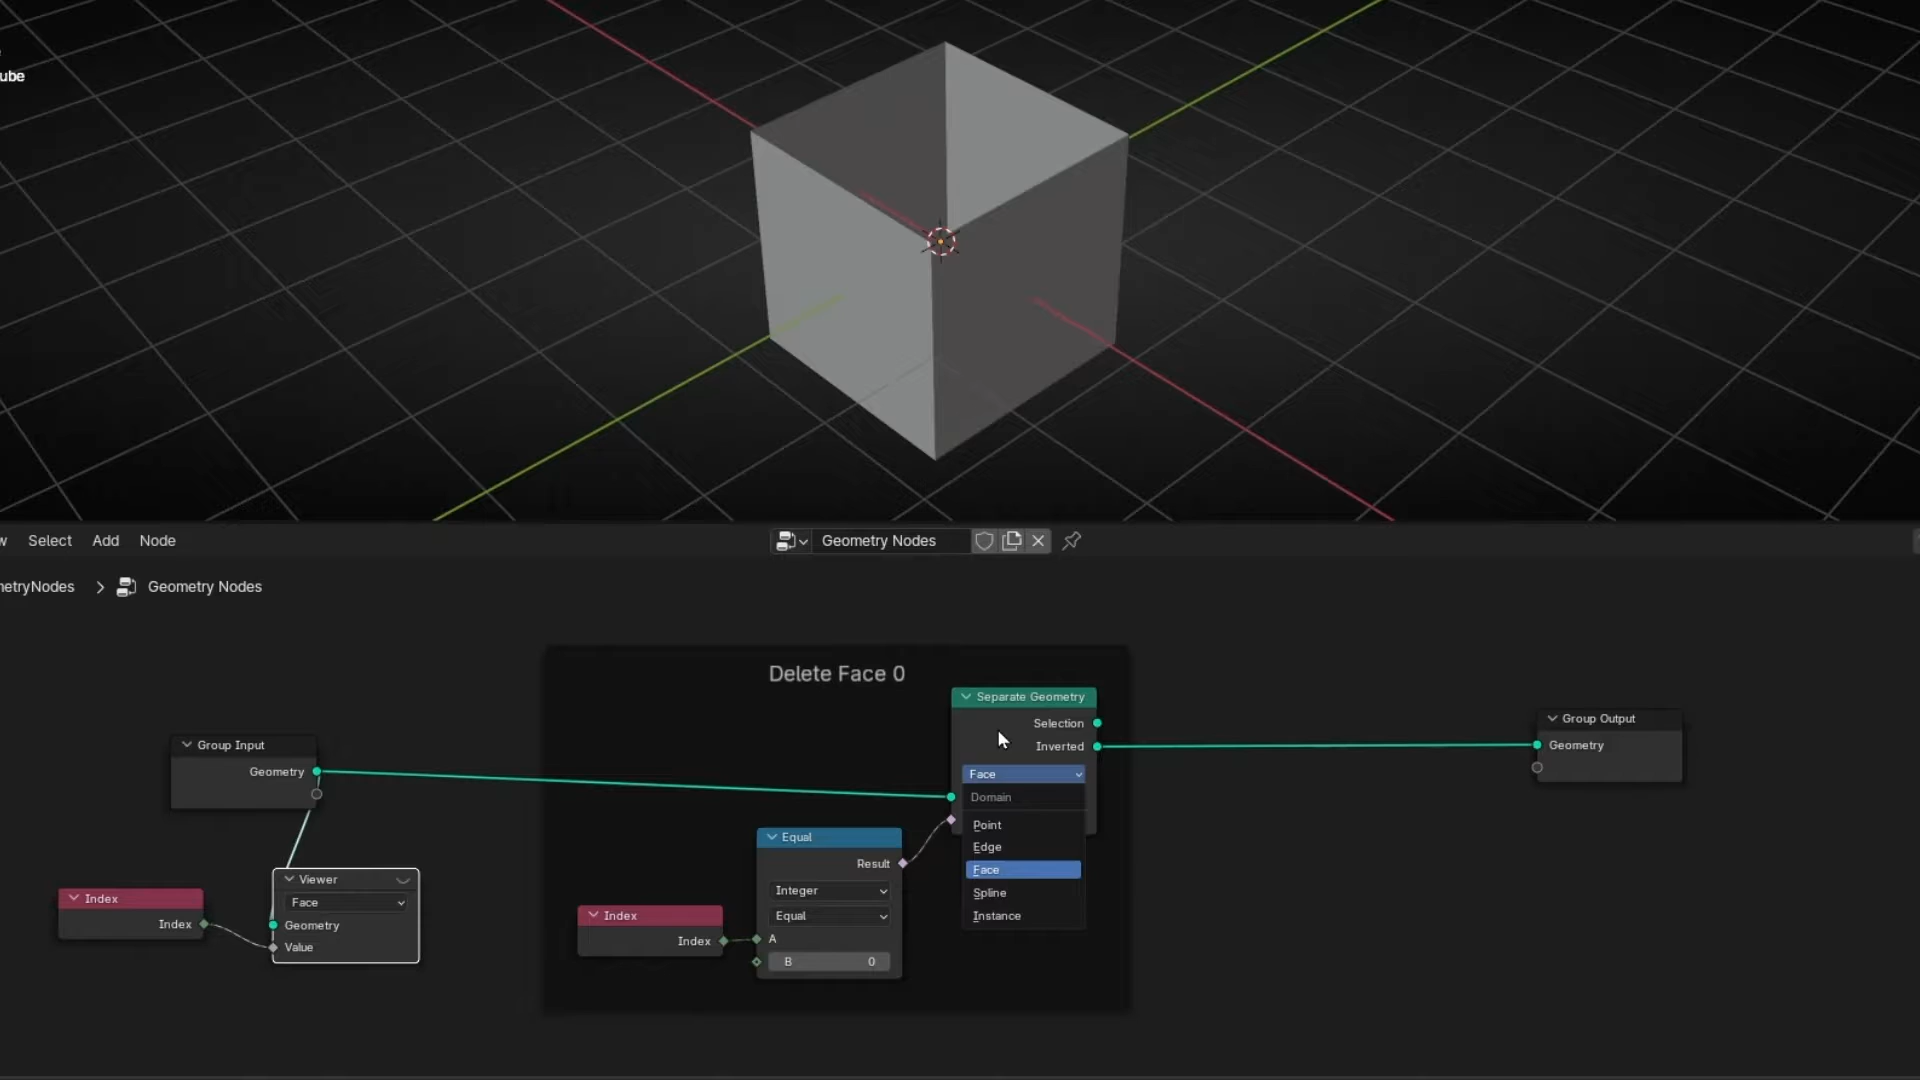 ube
w Select Add Node
Geometry Nodes
netryNodes > Geometry Nodes
Delete Face 0
Separate Geometry
Selection
Inverted
Face
Domain
Point
Edge
Face
Spline
Instance
Group Output
Geometry
Group Input
Geometry
Equal
Result
Integer
Equal
A
B 0
Index
Index
Viewer
Face
Geometry
Value
Index
Index